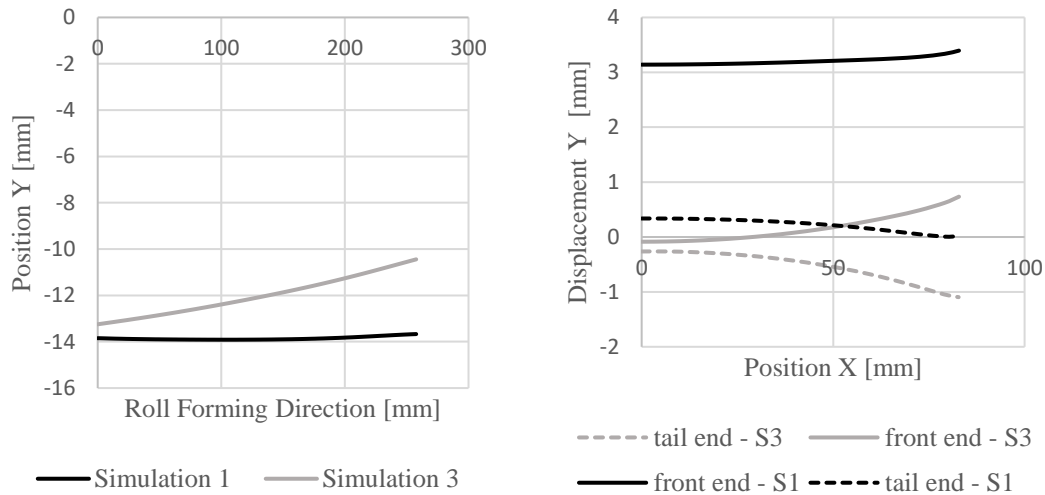 0
0 100 200 300
-2
-4
-6
-8
-10
-12
-14
-16
Position Y [mm]
Roll Forming Direction [mm]
Simulation 1 Simulation 3
4
3
2
1
0
-1
-2
0 50 100
Displacement Y [mm]
Position X [mm]
tail end - S3 front end - S3
front end - S1 tail end - S1